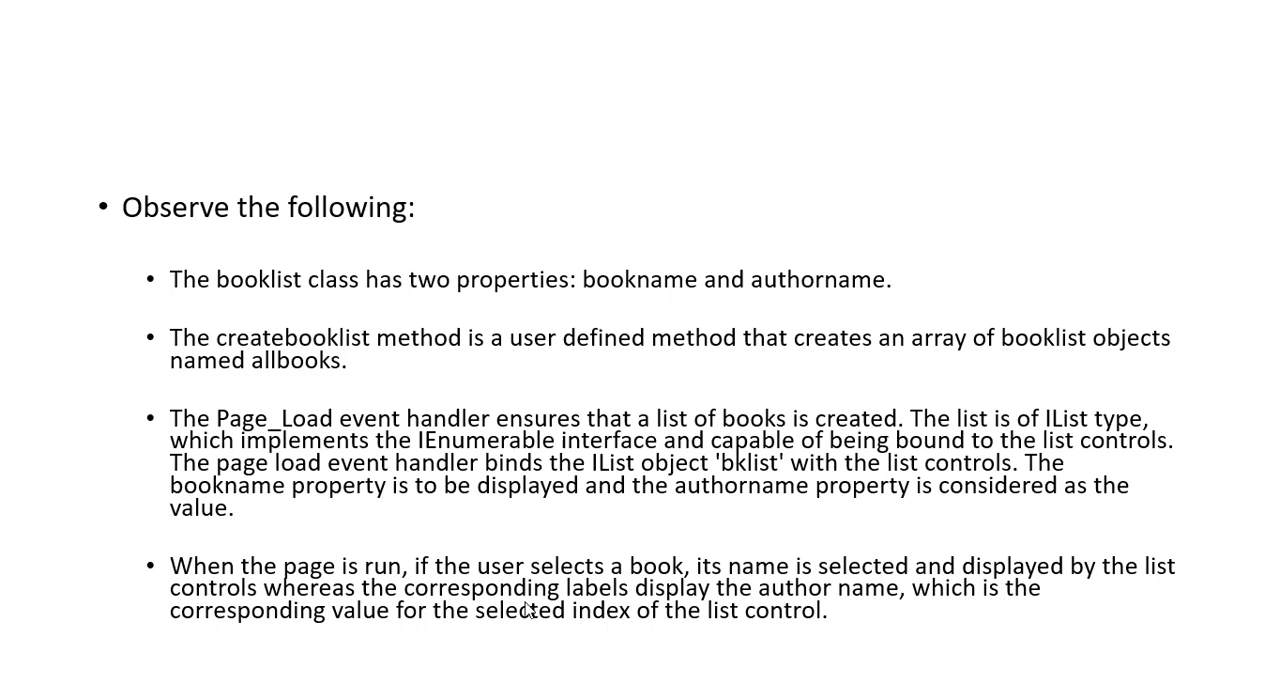 • Observe the following:
• The booklist class has two properties: bookname and authorname.
• The createbooklist method is a user defined method that creates an array of booklist objects
named allbooks.
• The Page_Load event handler ensures that a list of books is created. The list is of IList type,
which implements the IEnumerable interface and capable of being bound to the list controls.
The page load event handler binds the IList object 'bklist' with the list controls. The
bookname property is to be displayed and the authorname property is considered as the
value.
• When the page is run, if the user selects a book, its name is selected and displayed by the list
controls whereas the corresponding labels display the author name, which is the
corresponding value for the selected index of the list control.